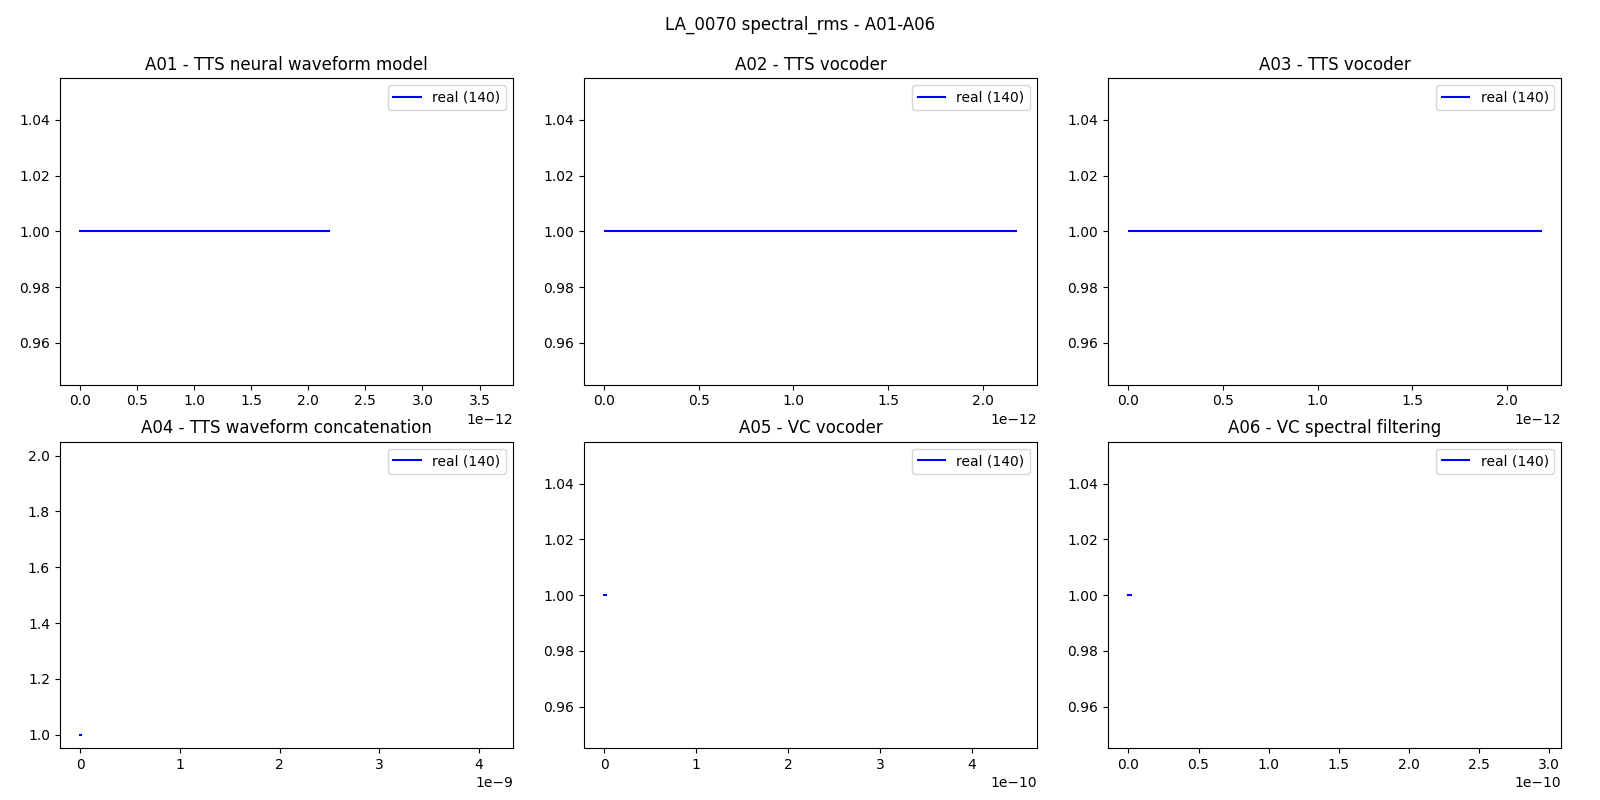 LA_0070 spectral_rms - A01-A06
A01 - TTS neural waveform model
real (140)
1.04
1.02
1.00
0.98
0.96
0.0 0.5 1.0 1.5 2.0 2.5 3.0 3.5
1e−12
A02 - TTS vocoder
real (140)
1.04
1.02
1.00
0.98
0.96
0.0 0.5 1.0 1.5 2.0
1e−12
A03 - TTS vocoder
real (140)
1.04
1.02
1.00
0.98
0.96
0.0 0.5 1.0 1.5 2.0
1e−12
A04 - TTS waveform concatenation
real (140)
2.0
1.8
1.6
1.4
1.2
1.0
0 1 2 3 4
1e−9
A05 - VC vocoder
real (140)
1.04
1.02
1.00
0.98
0.96
0 1 2 3 4
1e−10
A06 - VC spectral filtering
real (140)
1.04
1.02
1.00
0.98
0.96
0.0 0.5 1.0 1.5 2.0 2.5 3.0
1e−10